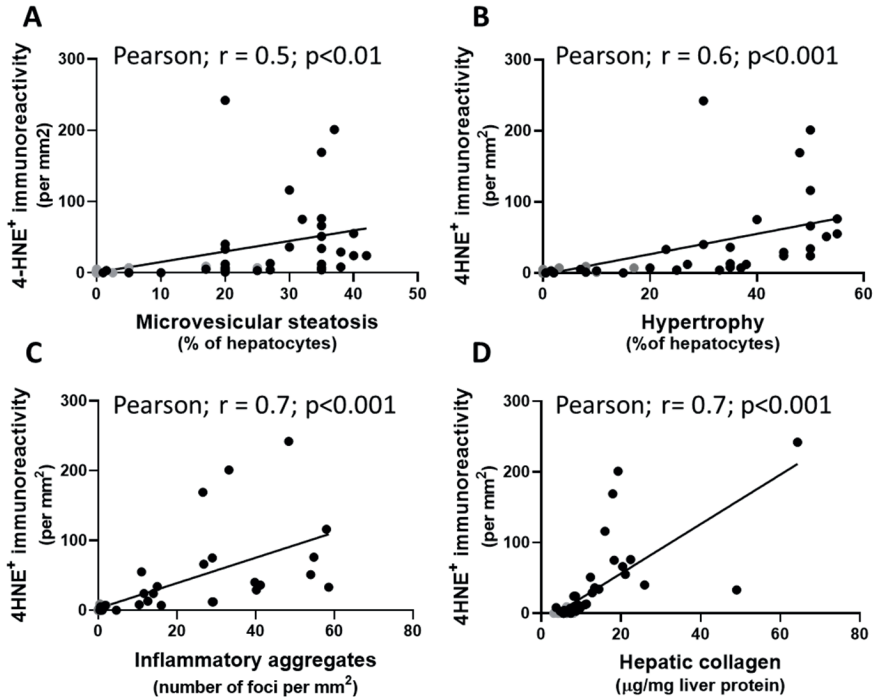 A
Pearson; r = 0.5; p<0.01
4-HNE+ immunoreactivity
(per mm2)
300
200
100
0
0 10 20 30 40 50
Microvesicular steatosis
(% of hepatocytes)
B
Pearson; r = 0.6; p<0.001
4HNE+ immunoreactivity
(per mm²)
300
200
100
0
0 20 40 60
Hypertrophy
(%of hepatocytes)
C
Pearson; r = 0.7; p<0.001
4HNE+ immunoreactivity
(per mm²)
300
200
100
0
0 20 40 60 80
Inflammatory aggregates
(number of foci per mm²)
D
Pearson; r= 0.7; p<0.001
4HNE+ immunoreactivity
(per mm²)
300
200
100
0
0 20 40 60 80
Hepatic collagen
(µg/mg liver protein)